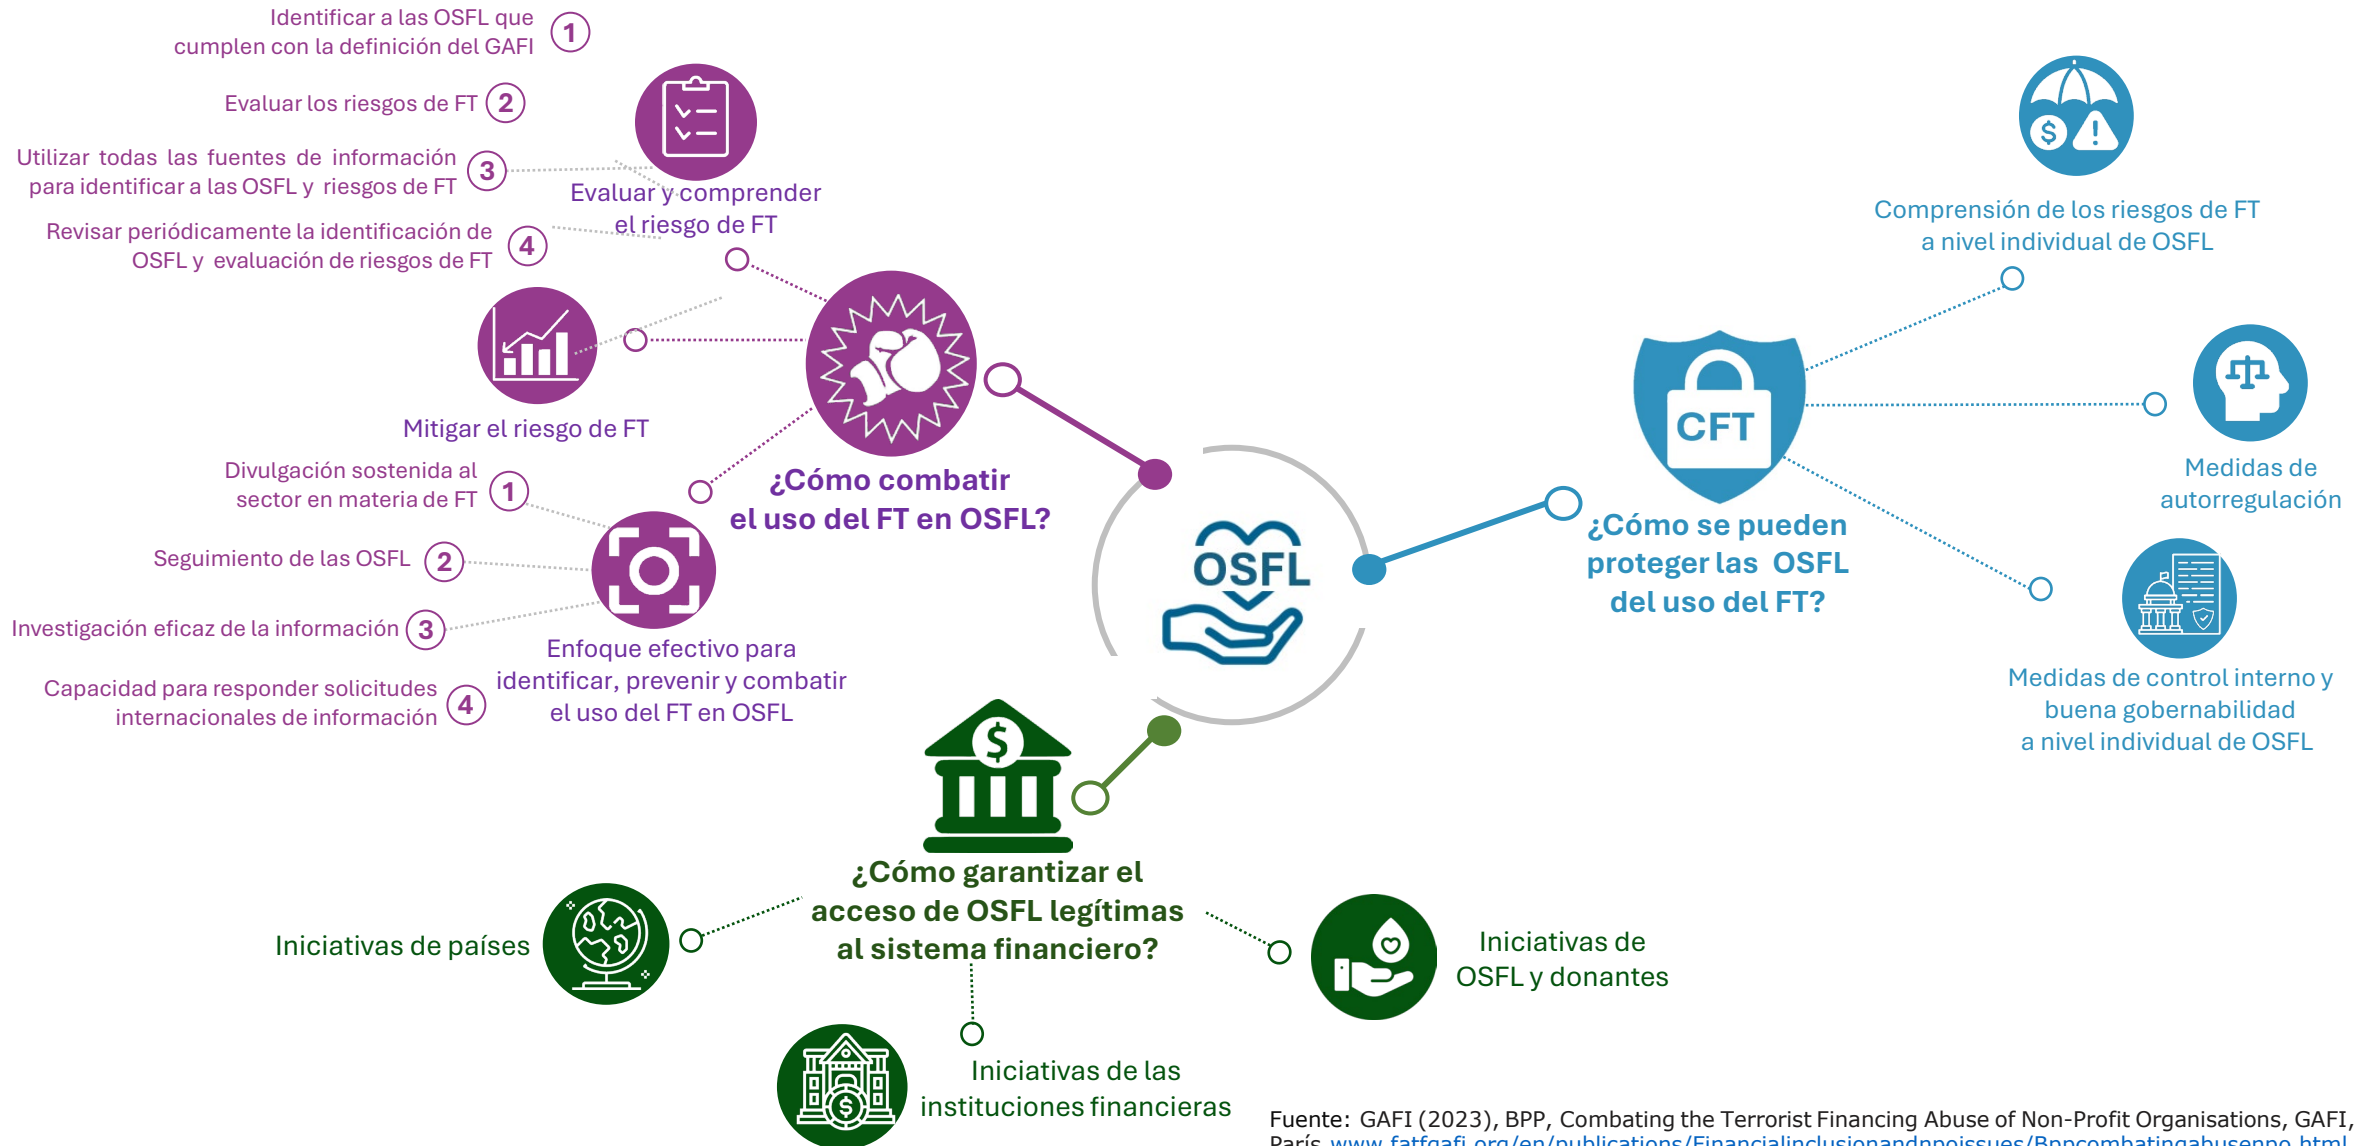 Identificar a las OSFL que
cumplen con la definición del GAFI
1
Evaluar los riesgos de FT
2
Utilizar todas las fuentes de información
para identificar a las OSFL y riesgos de FT
3
Revisar periódicamente la identificación de
OSFL y evaluación de riesgos de FT
4
Evaluar y comprender
el riesgo de FT
Mitigar el riesgo de FT
Divulgación sostenida al
sector en materia de FT
1
Seguimiento de las OSFL
2
Investigación eficaz de la información
3
Capacidad para responder solicitudes
internacionales de información
4
Enfoque efectivo para
identificar, prevenir y combatir
el uso del FT en OSFL
¿Cómo combatir
el uso del FT en OSFL?
OSFL
CFT
¿Cómo se pueden
proteger las OSFL
del uso del FT?
$
Comprensión de los riesgos de FT
a nivel individual de OSFL
Medidas de
autorregulación
Medidas de control interno y
buena gobernabilidad
a nivel individual de OSFL
$
¿Cómo garantizar el
acceso de OSFL legítimas
al sistema financiero?
Iniciativas de países
$
Iniciativas de las
instituciones financieras
Iniciativas de
OSFL y donantes
Fuente: GAFI (2023), BPP, Combating the Terrorist Financing Abuse of Non-Profit Organisations, GAFI,
París www.fatfgafi.org/en/publications/Financialinclusionandnpoissues/Bppcombatingabusenpo.html